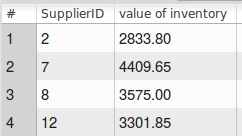 # SupplierID value of inventory
1 2 2833.80
2 7 4409.65
3 8 3575.00
4 12 3301.85